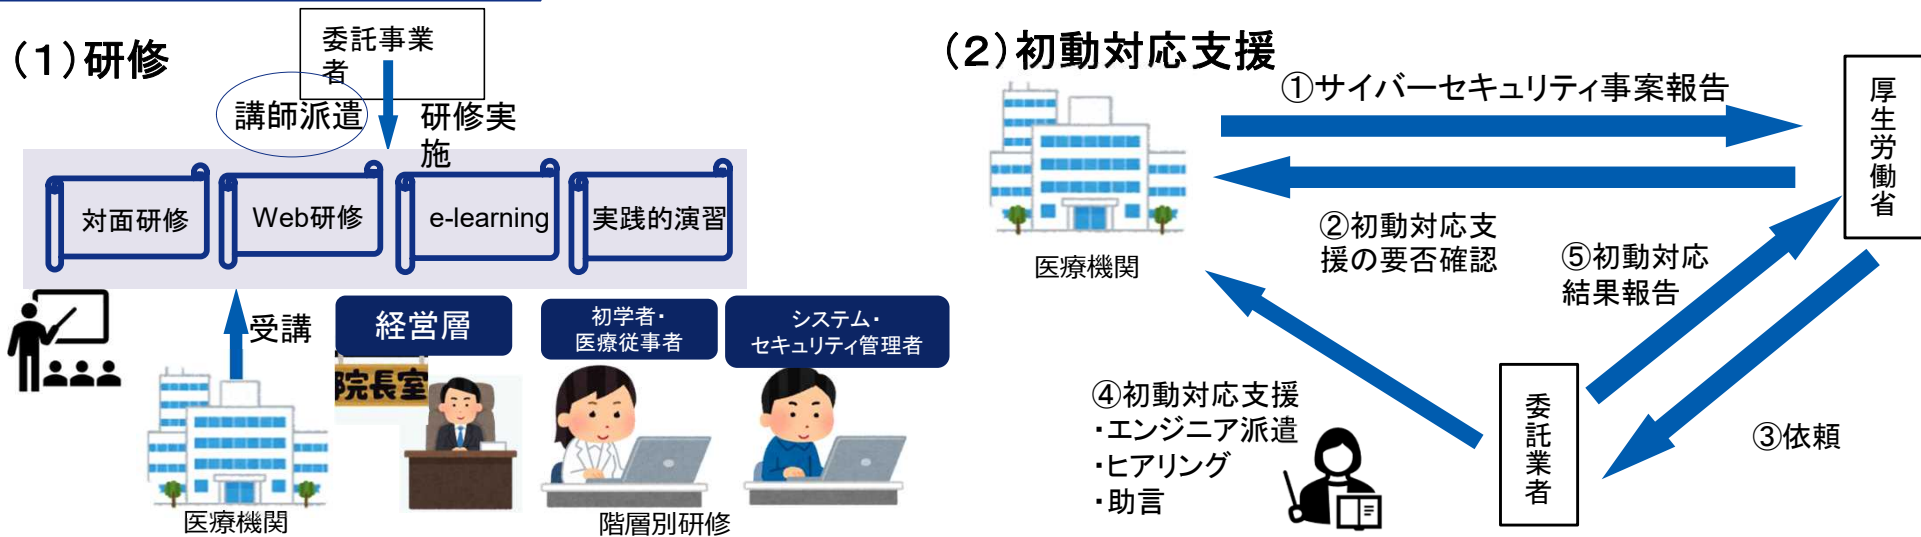 (1)研修
委託事業
者
講師派遣
研修実
施
対面研修
Web研修
e-learning
実践的演習
受講
経営層
初学者・
医療従事者
システム・
セキュリティ管理者
院長室
医療機関
階層別研修
(2)初動対応支援
①サイバーセキュリティ事案報告
厚生労働省
②初動対応支
援の要否確認
医療機関
⑤初動対応
結果報告
④初動対応支援
・エンジニア派遣
・ヒアリング
・助言
委託業者
③依頼